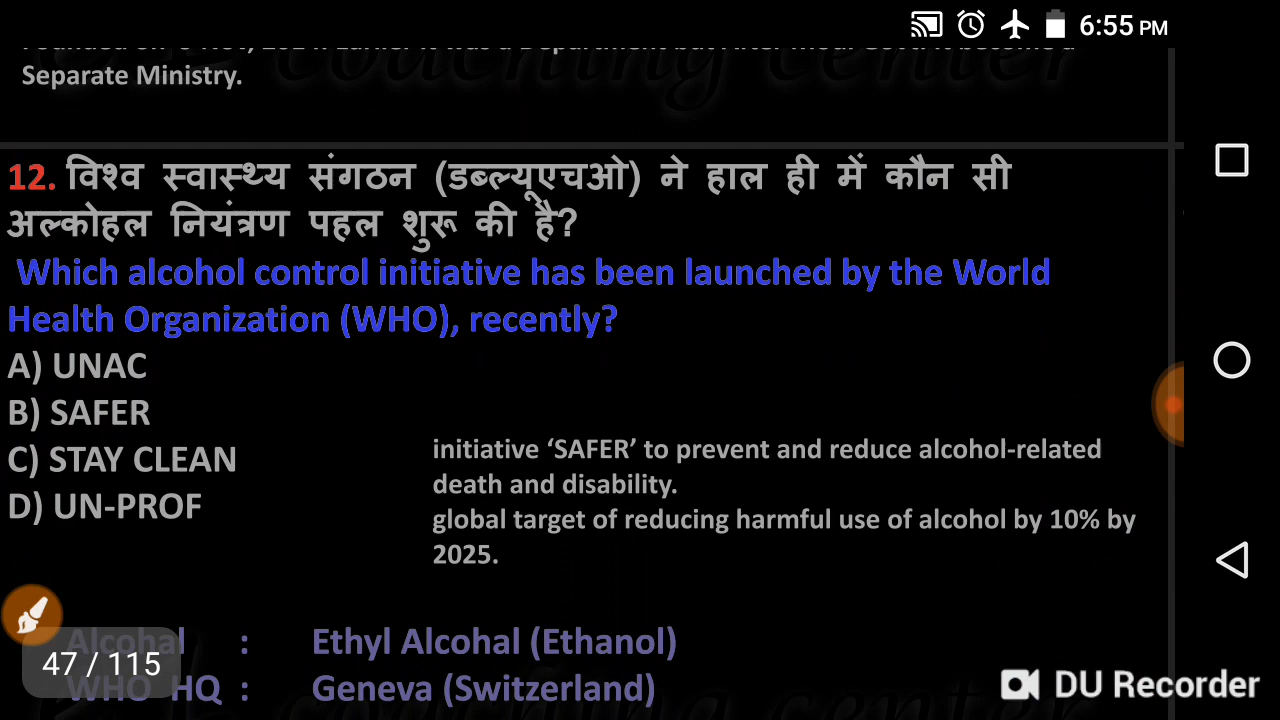 6:55 PM
coaching center
Separate Ministry.
12. विश्व स्वास्थ्य संगठन (डब्ल्यूएचओ) ने हाल ही में कौन सी
अल्कोहल नियंत्रण पहल शुरू की है?
Which alcohol control initiative has been launched by the World
Health Organization (WHO), recently?
A) UNAC
B) SAFER
C) STAY CLEAN
D) UN-PROF
initiative ‘SAFER’ to prevent and reduce alcohol-related
death and disability.
global target of reducing harmful use of alcohol by 10% by
2025.
Alcohal : Ethyl Alcohal (Ethanol)
47 / 115
WHO HQ : Geneva (Switzerland)
DU Recorder